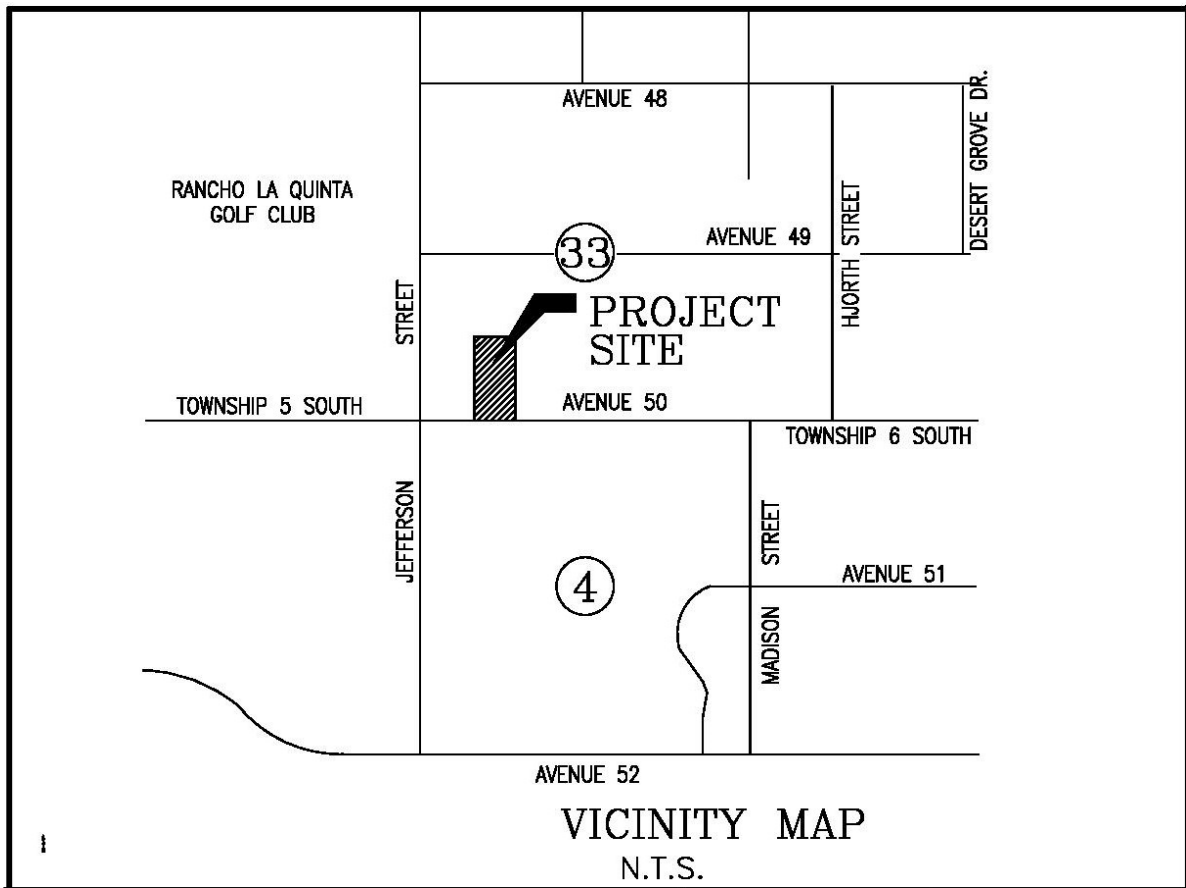 AVENUE 48
DESERT GROVE DR.
RANCHO LA QUINTA
GOLF CLUB
HJORTH STREET
AVENUE 49
33
STREET
PROJECT
SITE
TOWNSHIP 5 SOUTH
AVENUE 50
TOWNSHIP 6 SOUTH
JEFFERSON
STREET
4
AVENUE 51
MADISON
AVENUE 52
VICINITY MAP
N.T.S.